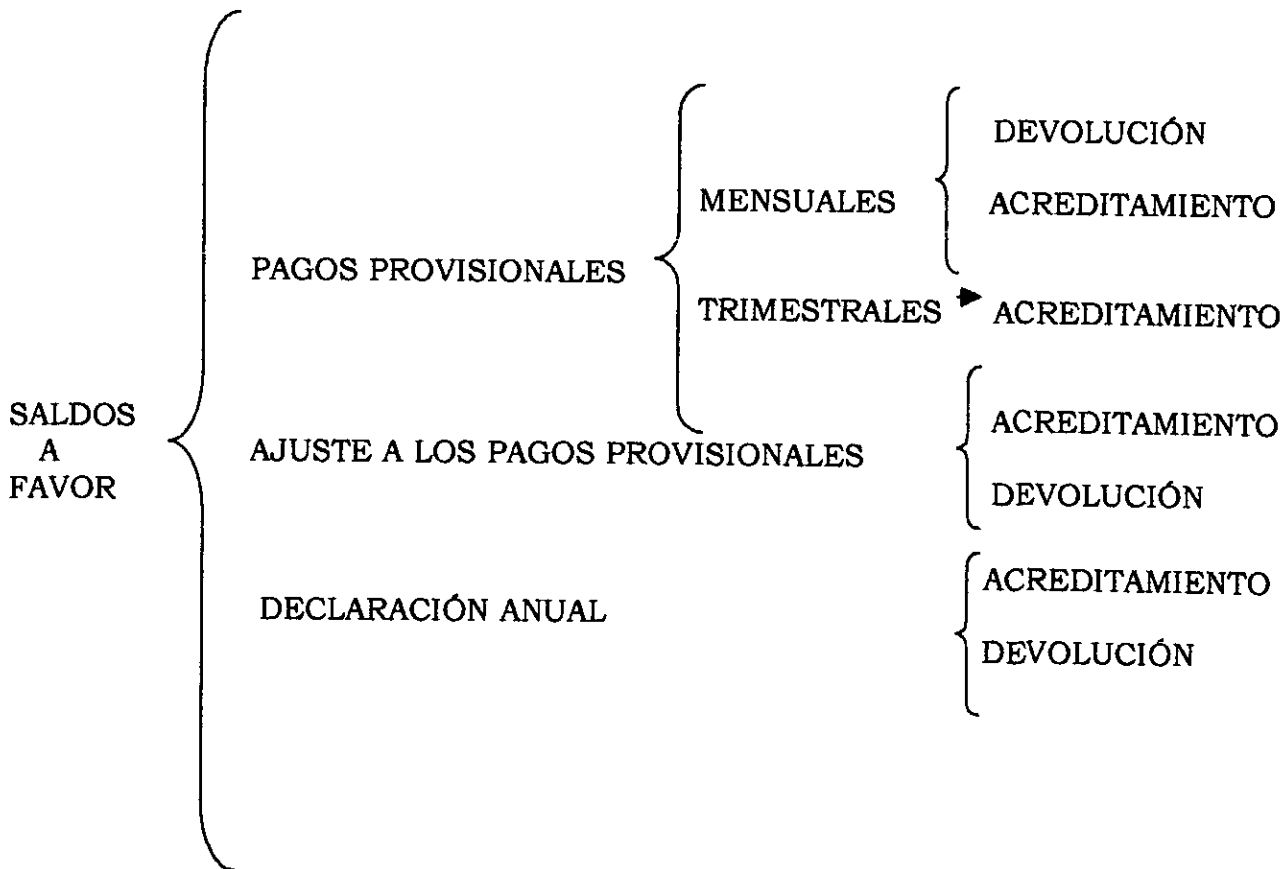 SALDOS
A
FAVOR
PAGOS PROVISIONALES
MENSUALES
DEVOLUCIÓN
ACREDITAMIENTO
TRIMESTRALES
ACREDITAMIENTO
AJUSTE A LOS PAGOS PROVISIONALES
ACREDITAMIENTO
DEVOLUCIÓN
DECLARACIÓN ANUAL
ACREDITAMIENTO
DEVOLUCIÓN